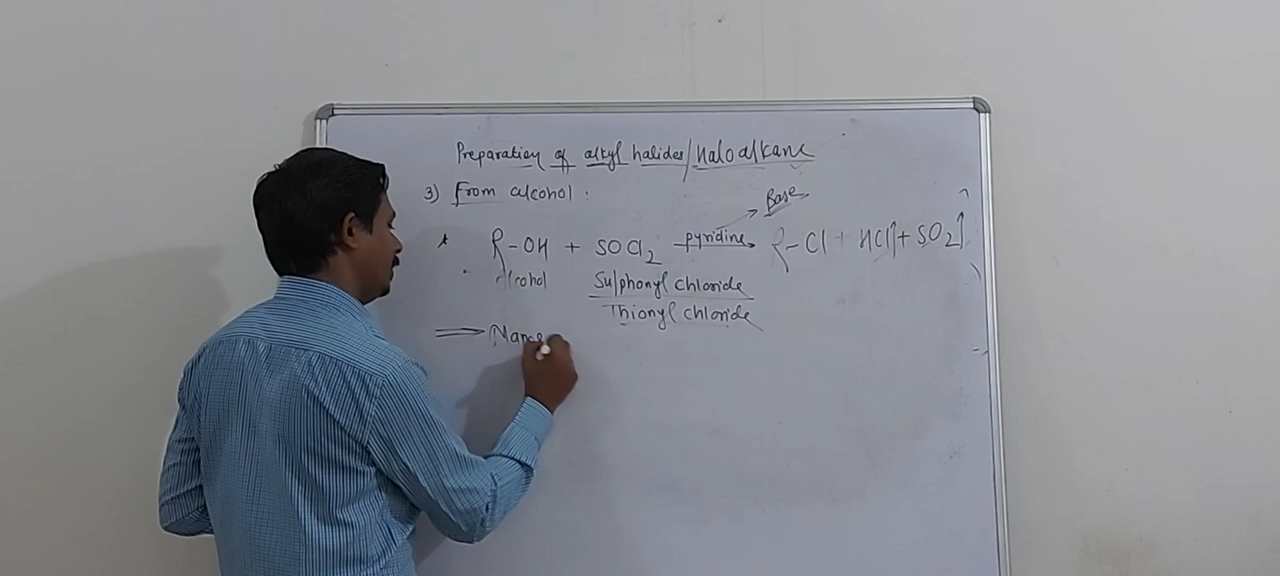 Preparation of alkyl halides/Haloalkane
3) From alcohol :
Base
* R-OH + SOCl2 pyridine R-Cl + HCl↑ + SO2↑
alcohol Sulphonyl chloride
Thionyl chloride
⇒ Name